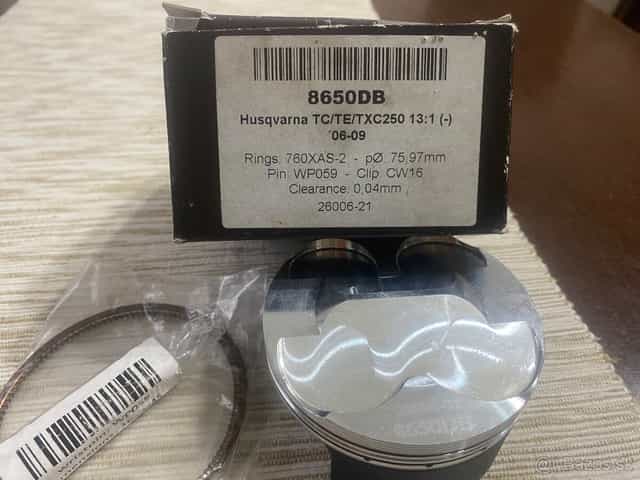 8650DB
Husqvarna TC/TE/TXC250 13:1 (-)
´06-09
Rings: 760XAS-2 - pØ: 75,97mm
Pin: WP059 - Clip: CW16
Clearance: 0,04mm
26006-21